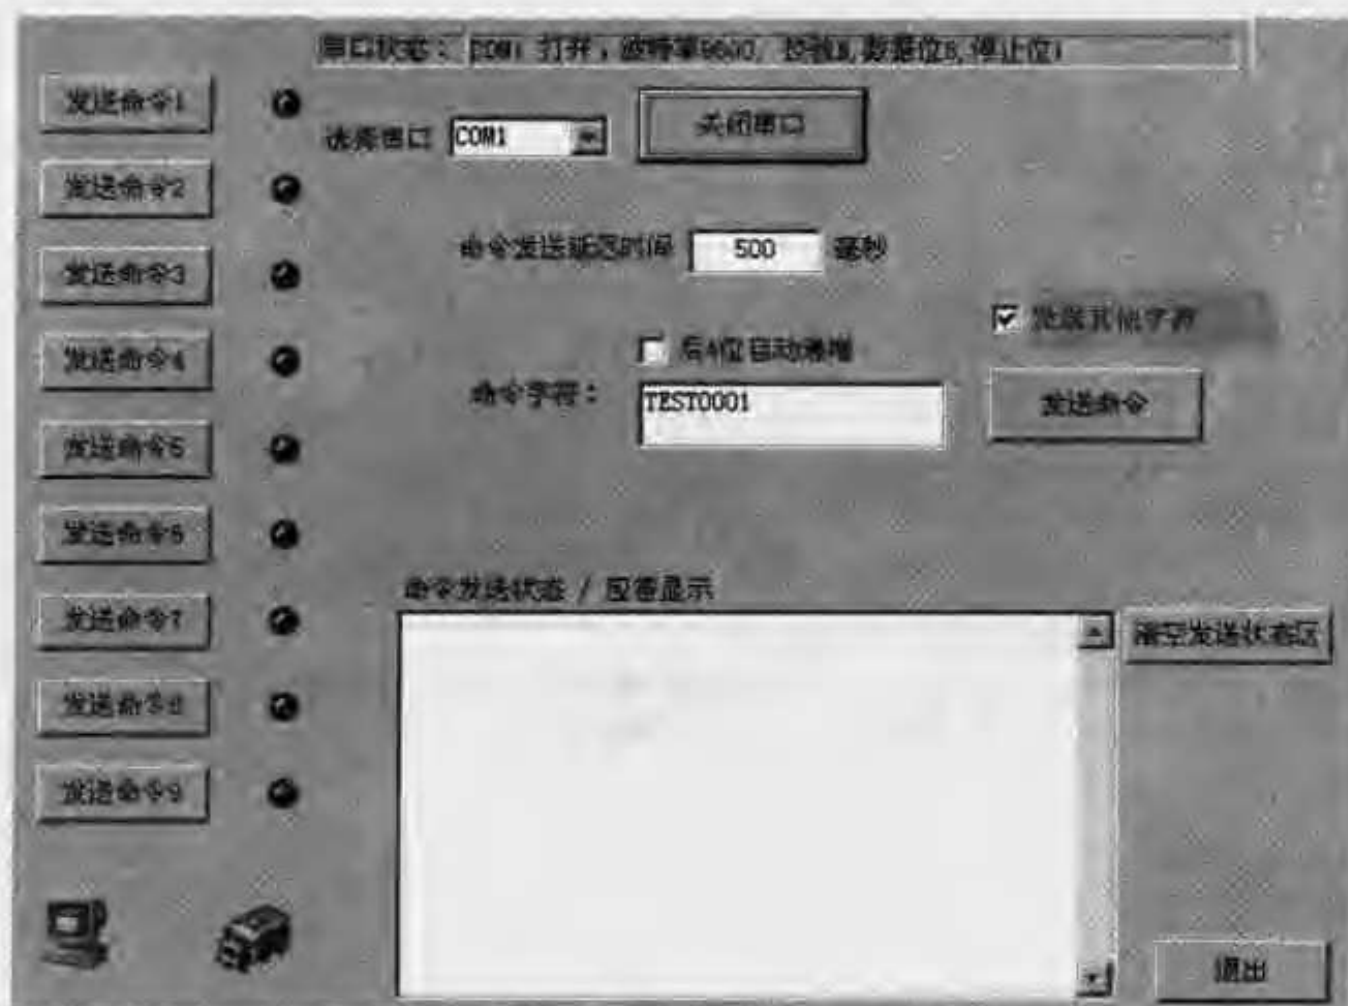 串口状态： COM1 打开，波特率9600，校验N,数据位8,停止位1
发送命令1
选择串口 COM1 关闭串口
发送命令2
命令发送延迟时间 500 毫秒
发送命令3
发送其他字符
后4位自动递增
发送命令4
命令字符： TEST0001 发送命令
发送命令5
发送命令6
命令发送状态 / 应答显示
发送命令7
清空发送状态区
发送命令8
发送命令9
退出